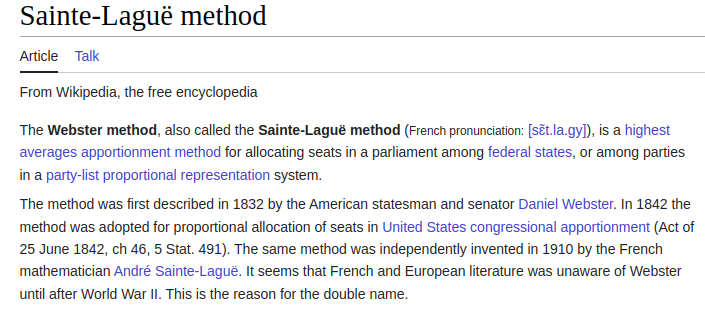 Sainte-Laguë method
Article Talk
From Wikipedia, the free encyclopedia
The Webster method, also called the Sainte-Laguë method (French pronunciation: [sɛ̃t.la.ɡy]), is a highest
averages apportionment method for allocating seats in a parliament among federal states, or among parties
in a party-list proportional representation system.
The method was first described in 1832 by the American statesman and senator Daniel Webster. In 1842 the
method was adopted for proportional allocation of seats in United States congressional apportionment (Act of
25 June 1842, ch 46, 5 Stat. 491). The same method was independently invented in 1910 by the French
mathematician André Sainte-Laguë. It seems that French and European literature was unaware of Webster
until after World War II. This is the reason for the double name.